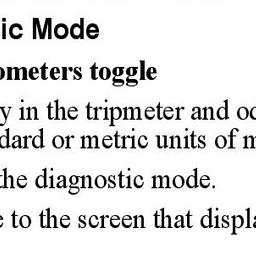 ic Mode
ometers toggle
y in the tripmeter and od
dard or metric units of m
the diagnostic mode.
e to the screen that displa